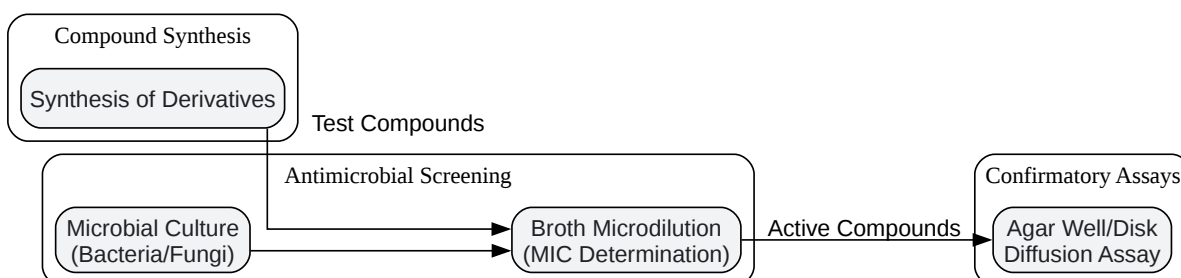 Compound Synthesis
Synthesis of Derivatives
Test Compounds
Antimicrobial Screening
Confirmatory Assays
Microbial Culture
(Bacteria/Fungi)
Broth Microdilution
(MIC Determination)
Active Compounds
Agar Well/Disk
Diffusion Assay